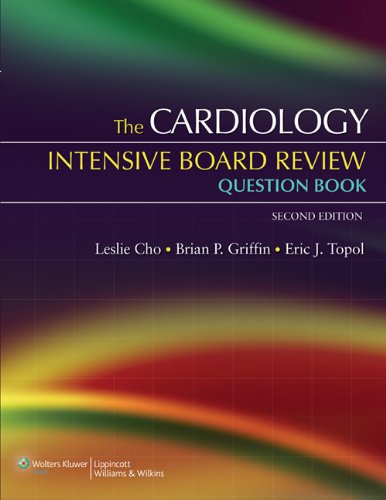 The CARDIOLOGY
INTENSIVE BOARD REVIEW
QUESTION BOOK
SECOND EDITION
Leslie Cho • Brian P. Griffin • Eric J. Topol
Wolters Kluwer | Lippincott
Williams & Wilkins